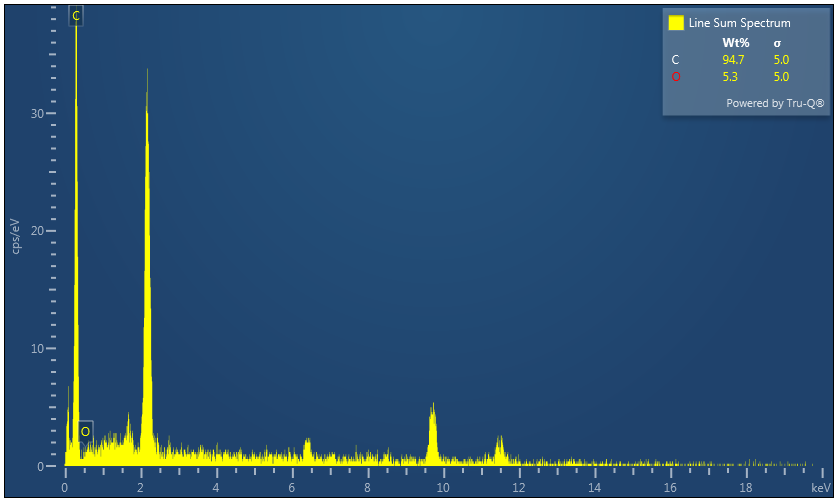 C
Line Sum Spectrum
Wt% σ
C 94.7 5.0
O 5.3 5.0
Powered by Tru-Q®
30
20
10
0
cps/eV
O
0 2 4 6 8 10 12 14 16 18 keV